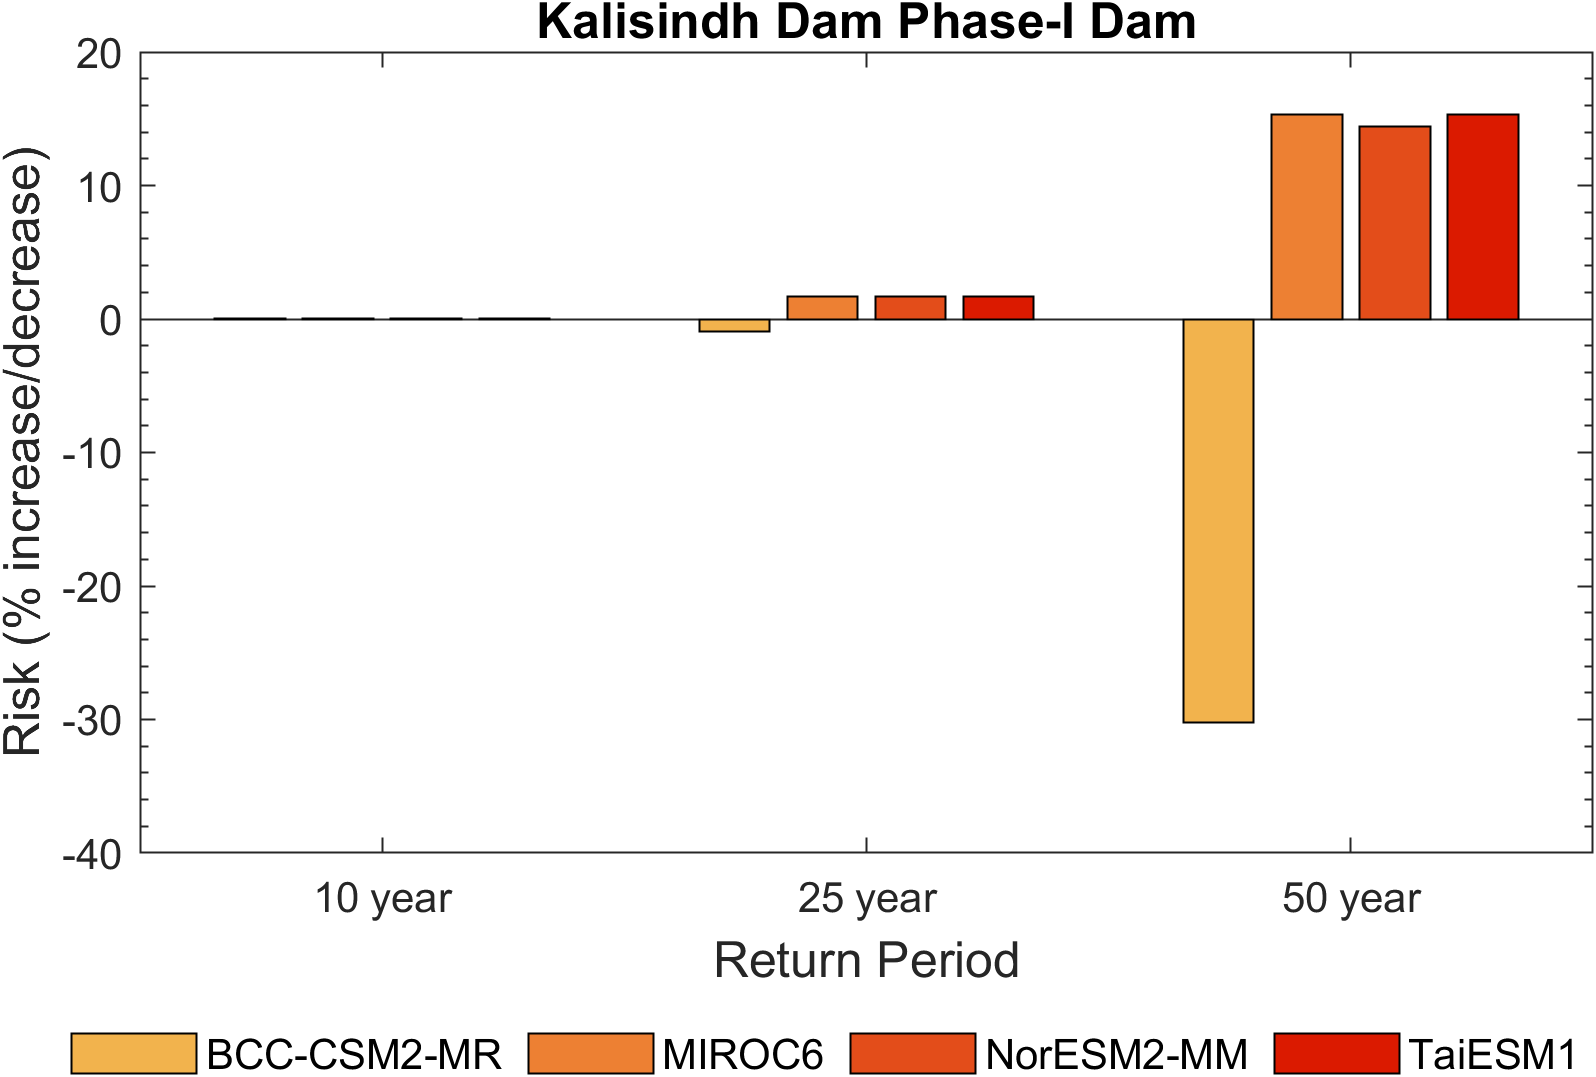 Kalisindh Dam Phase-I Dam
20
10
0
-10
-20
-30
-40
Risk (% increase/decrease)
10 year 25 year 50 year
Return Period
BCC-CSM2-MR MIROC6 NorESM2-MM TaiESM1